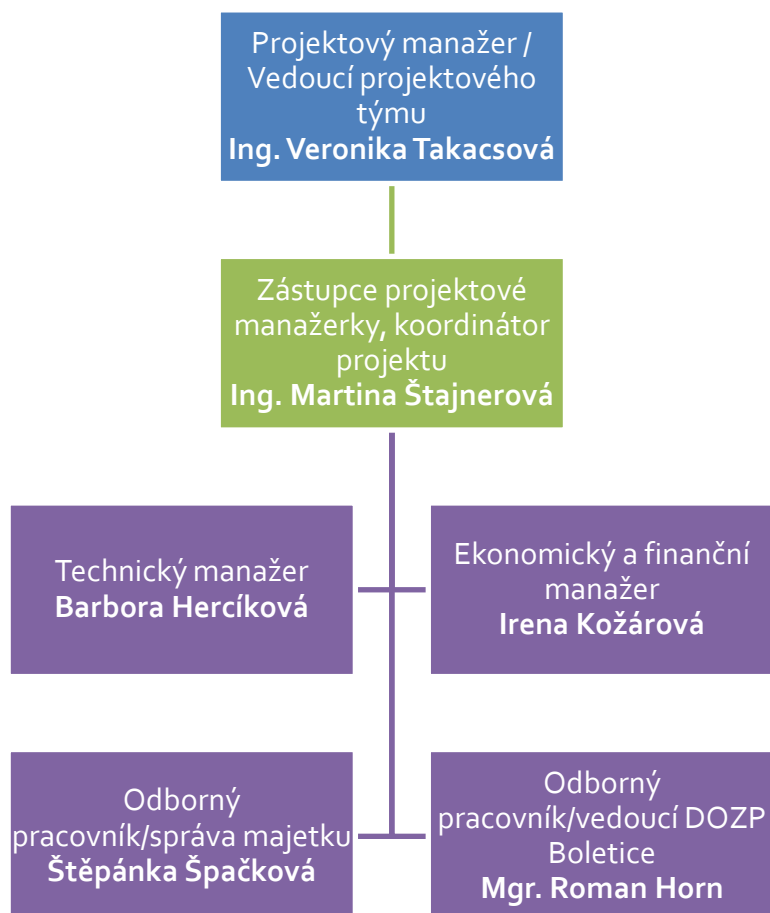 Projektový manažer /
Vedoucí projektového
týmu
Ing. Veronika Takacsová
Zástupce projektové
manažerky, koordinátor
projektu
Ing. Martina Štajnerová
Technický manažer
Barbora Hercíková
Ekonomický a finanční
manažer
Irena Kožárová
Odborný
pracovník/správa majetku
Štěpánka Špačková
Odborný
pracovník/vedoucí DOZP
Boletice
Mgr. Roman Horn